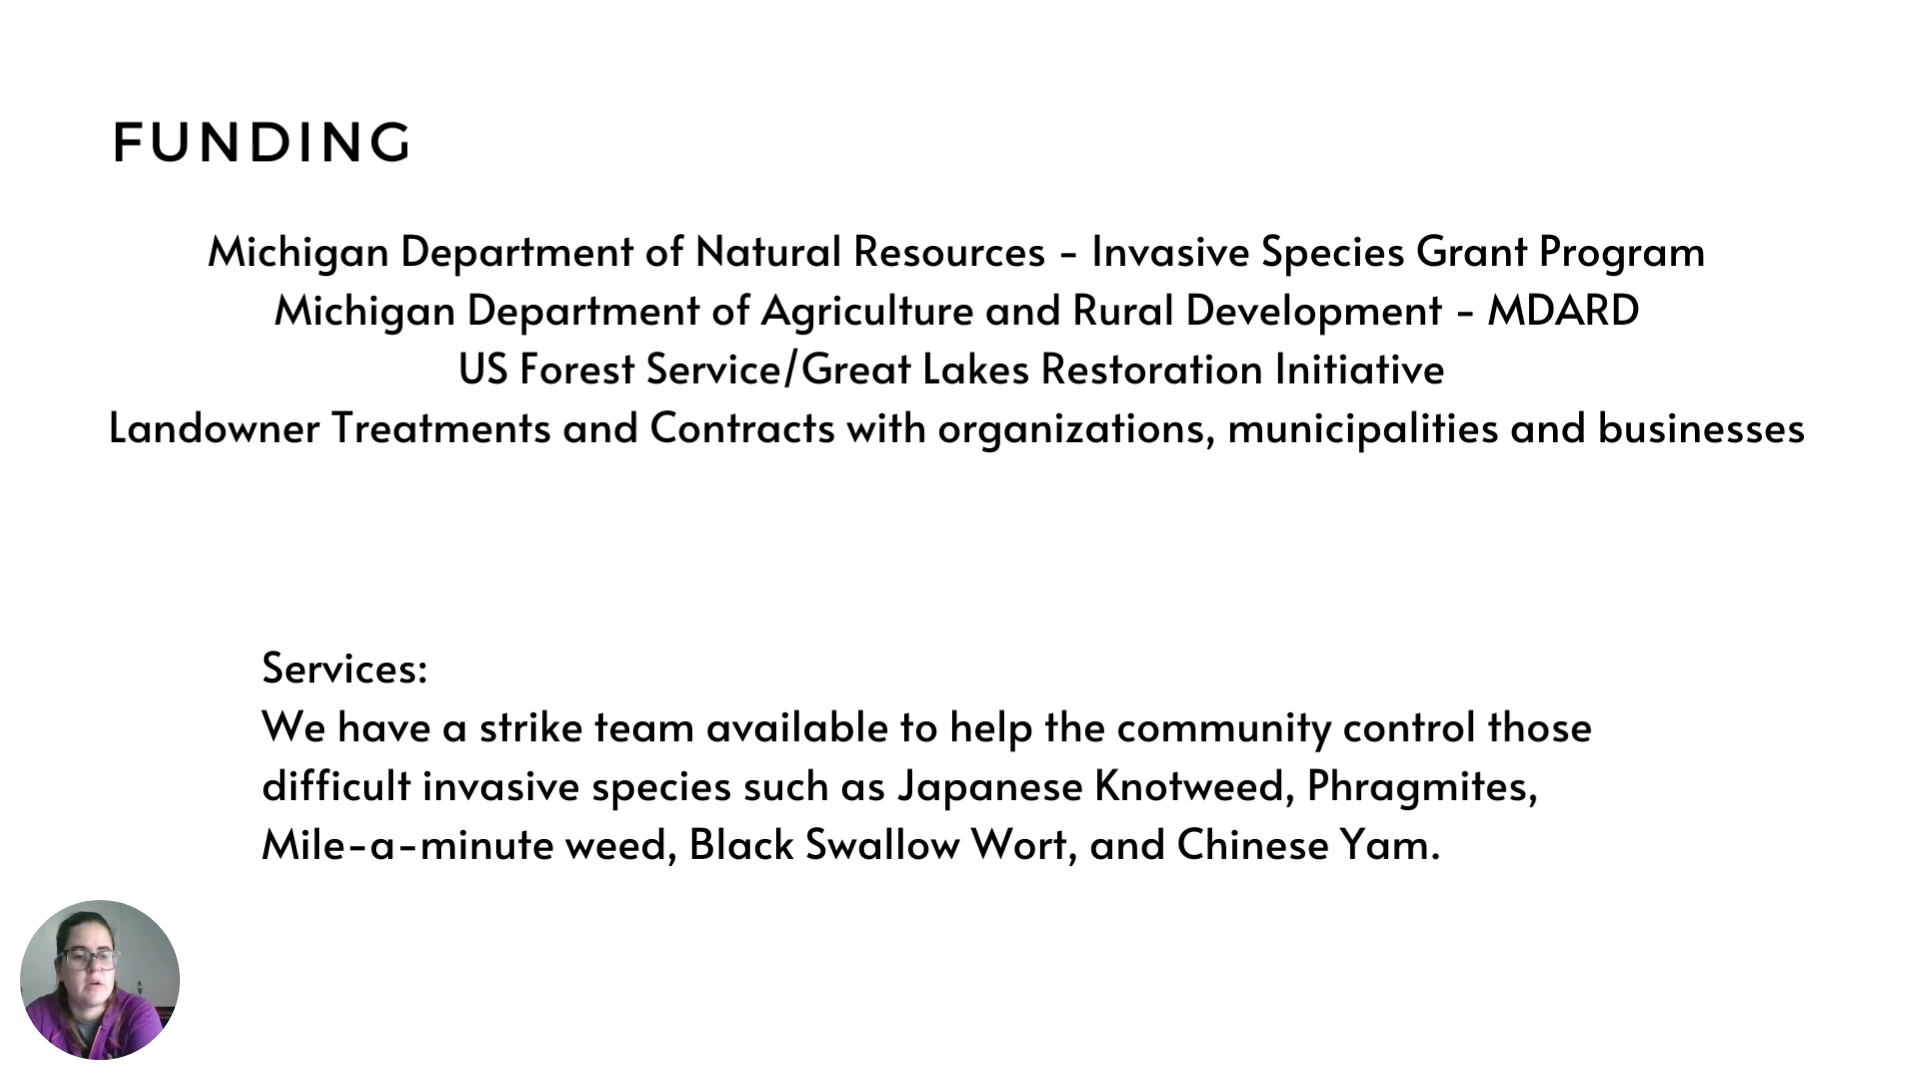 FUNDING
Michigan Department of Natural Resources - Invasive Species Grant Program
Michigan Department of Agriculture and Rural Development - MDARD
US Forest Service/Great Lakes Restoration Initiative
Landowner Treatments and Contracts with organizations, municipalities and businesses
Services:
We have a strike team available to help the community control those
difficult invasive species such as Japanese Knotweed, Phragmites,
Mile-a-minute weed, Black Swallow Wort, and Chinese Yam.